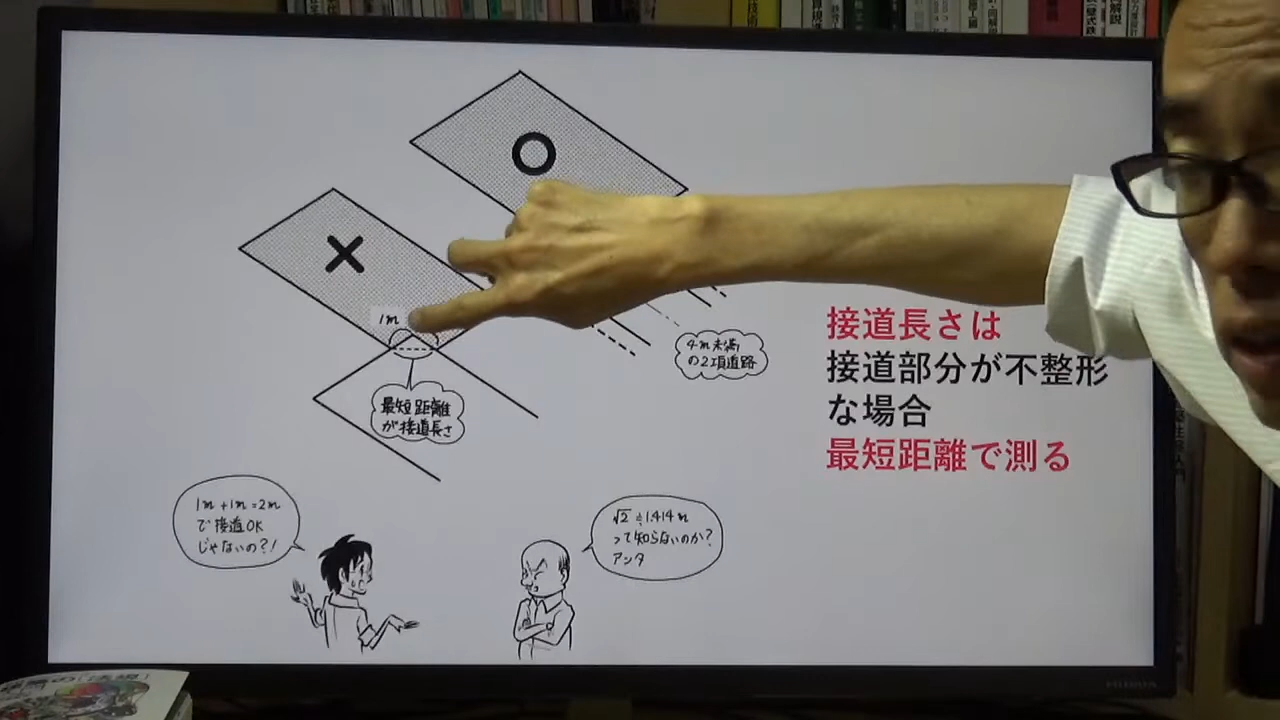 1m
4m未満
の2項道路
最短距離
が接道長さ
接道長さは
接道部分が不整形
な場合
最短距離で測る
1m+1m=2m
で接道OK
じゃないの?!
√2≒1.414m
って知らないのか?
アンタ